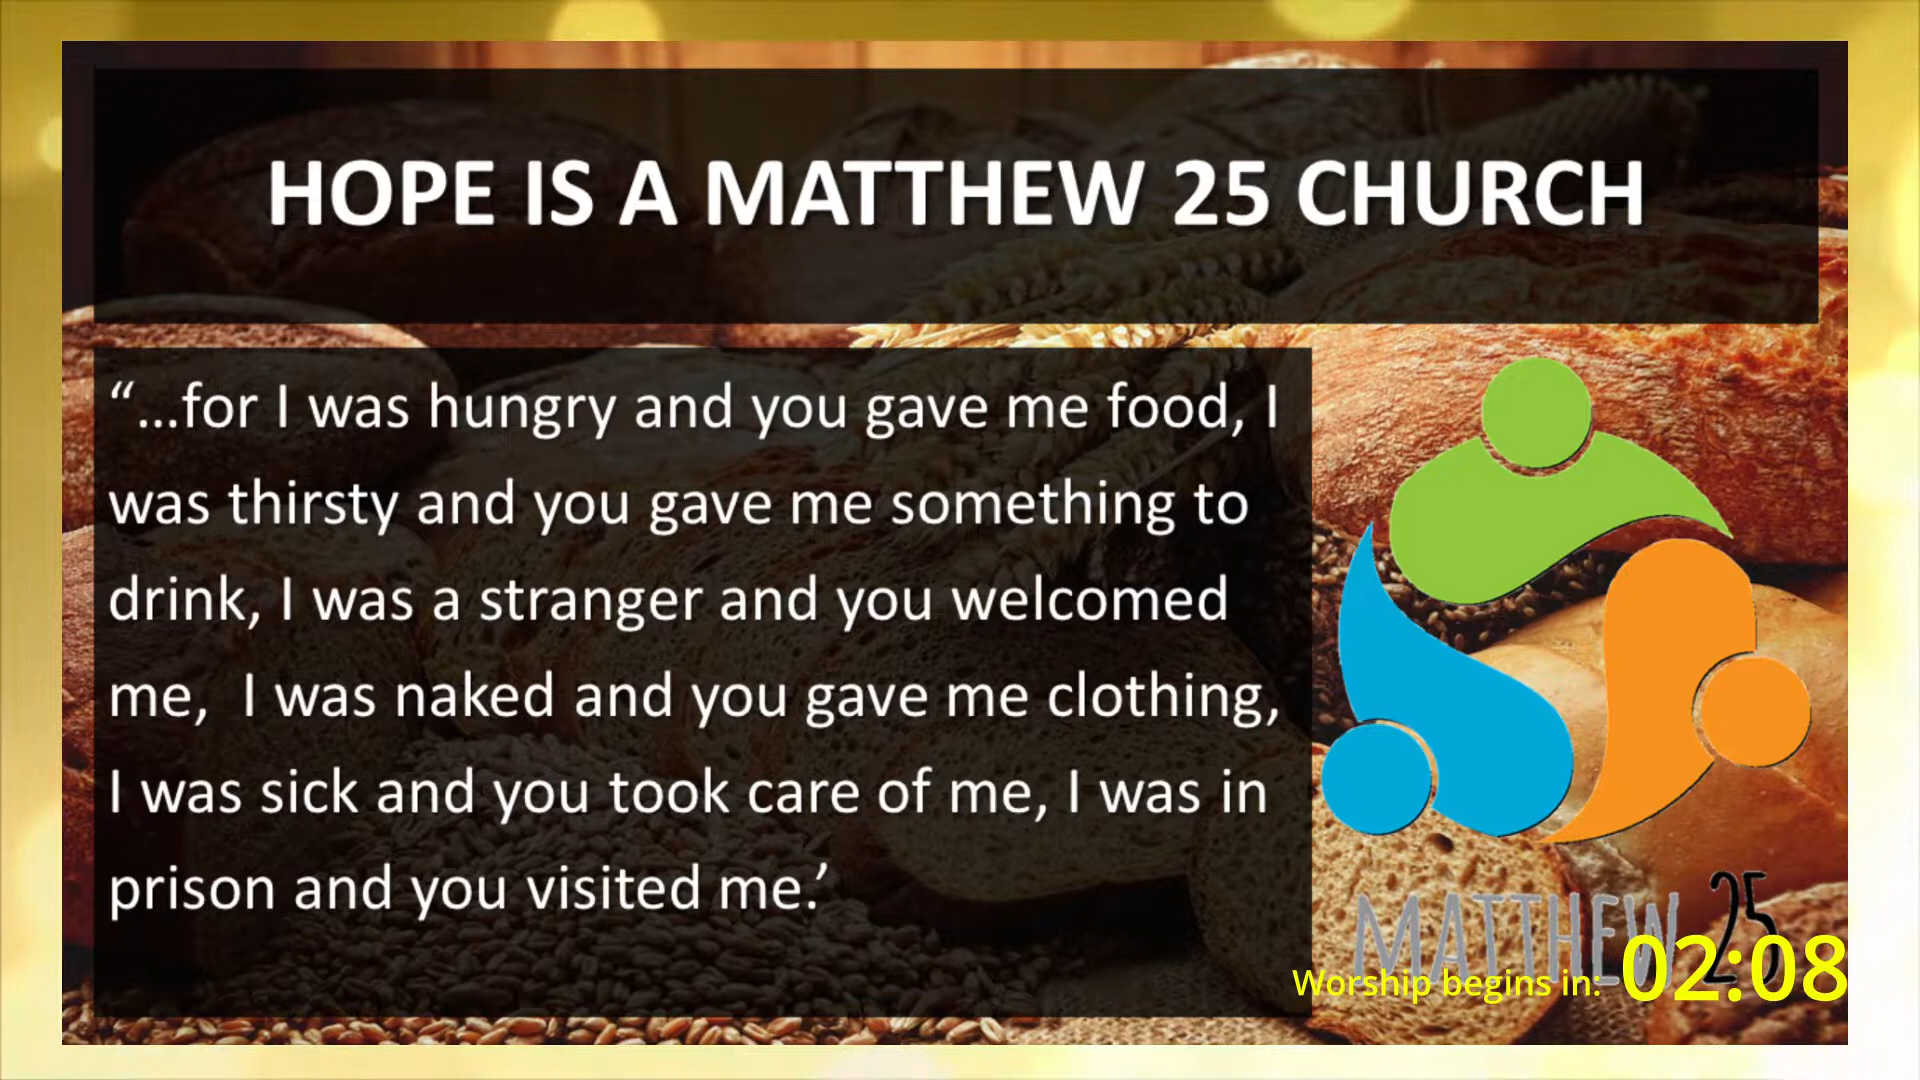 HOPE IS A MATTHEW 25 CHURCH
“...for I was hungry and you gave me food, I
was thirsty and you gave me something to
drink, I was a stranger and you welcomed
me,  I was naked and you gave me clothing,
I was sick and you took care of me, I was in
prison and you visited me.’
MATTHEW 25
Worship begins in: 02:08